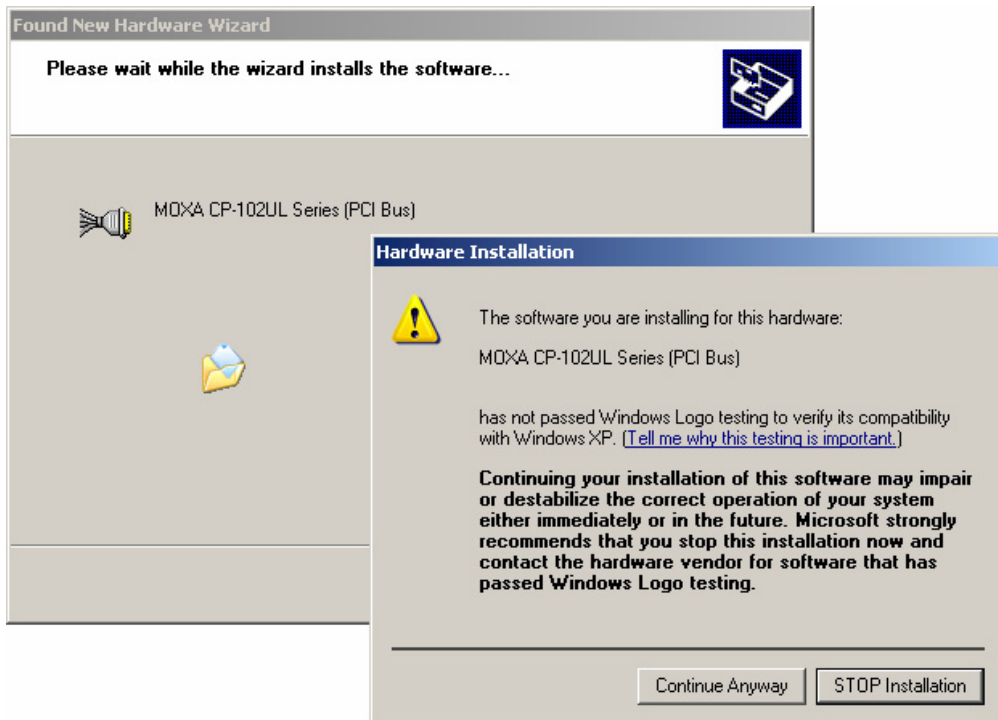 Found New Hardware Wizard
Please wait while the wizard installs the software...
MOXA CP-102UL Series (PCI Bus)
Hardware Installation
The software you are installing for this hardware:
MOXA CP-102UL Series (PCI Bus)
has not passed Windows Logo testing to verify its compatibility
with Windows XP. (Tell me why this testing is important.)
Continuing your installation of this software may impair
or destabilize the correct operation of your system
either immediately or in the future. Microsoft strongly
recommends that you stop this installation now and
contact the hardware vendor for software that has
passed Windows Logo testing.
Continue Anyway
STOP Installation